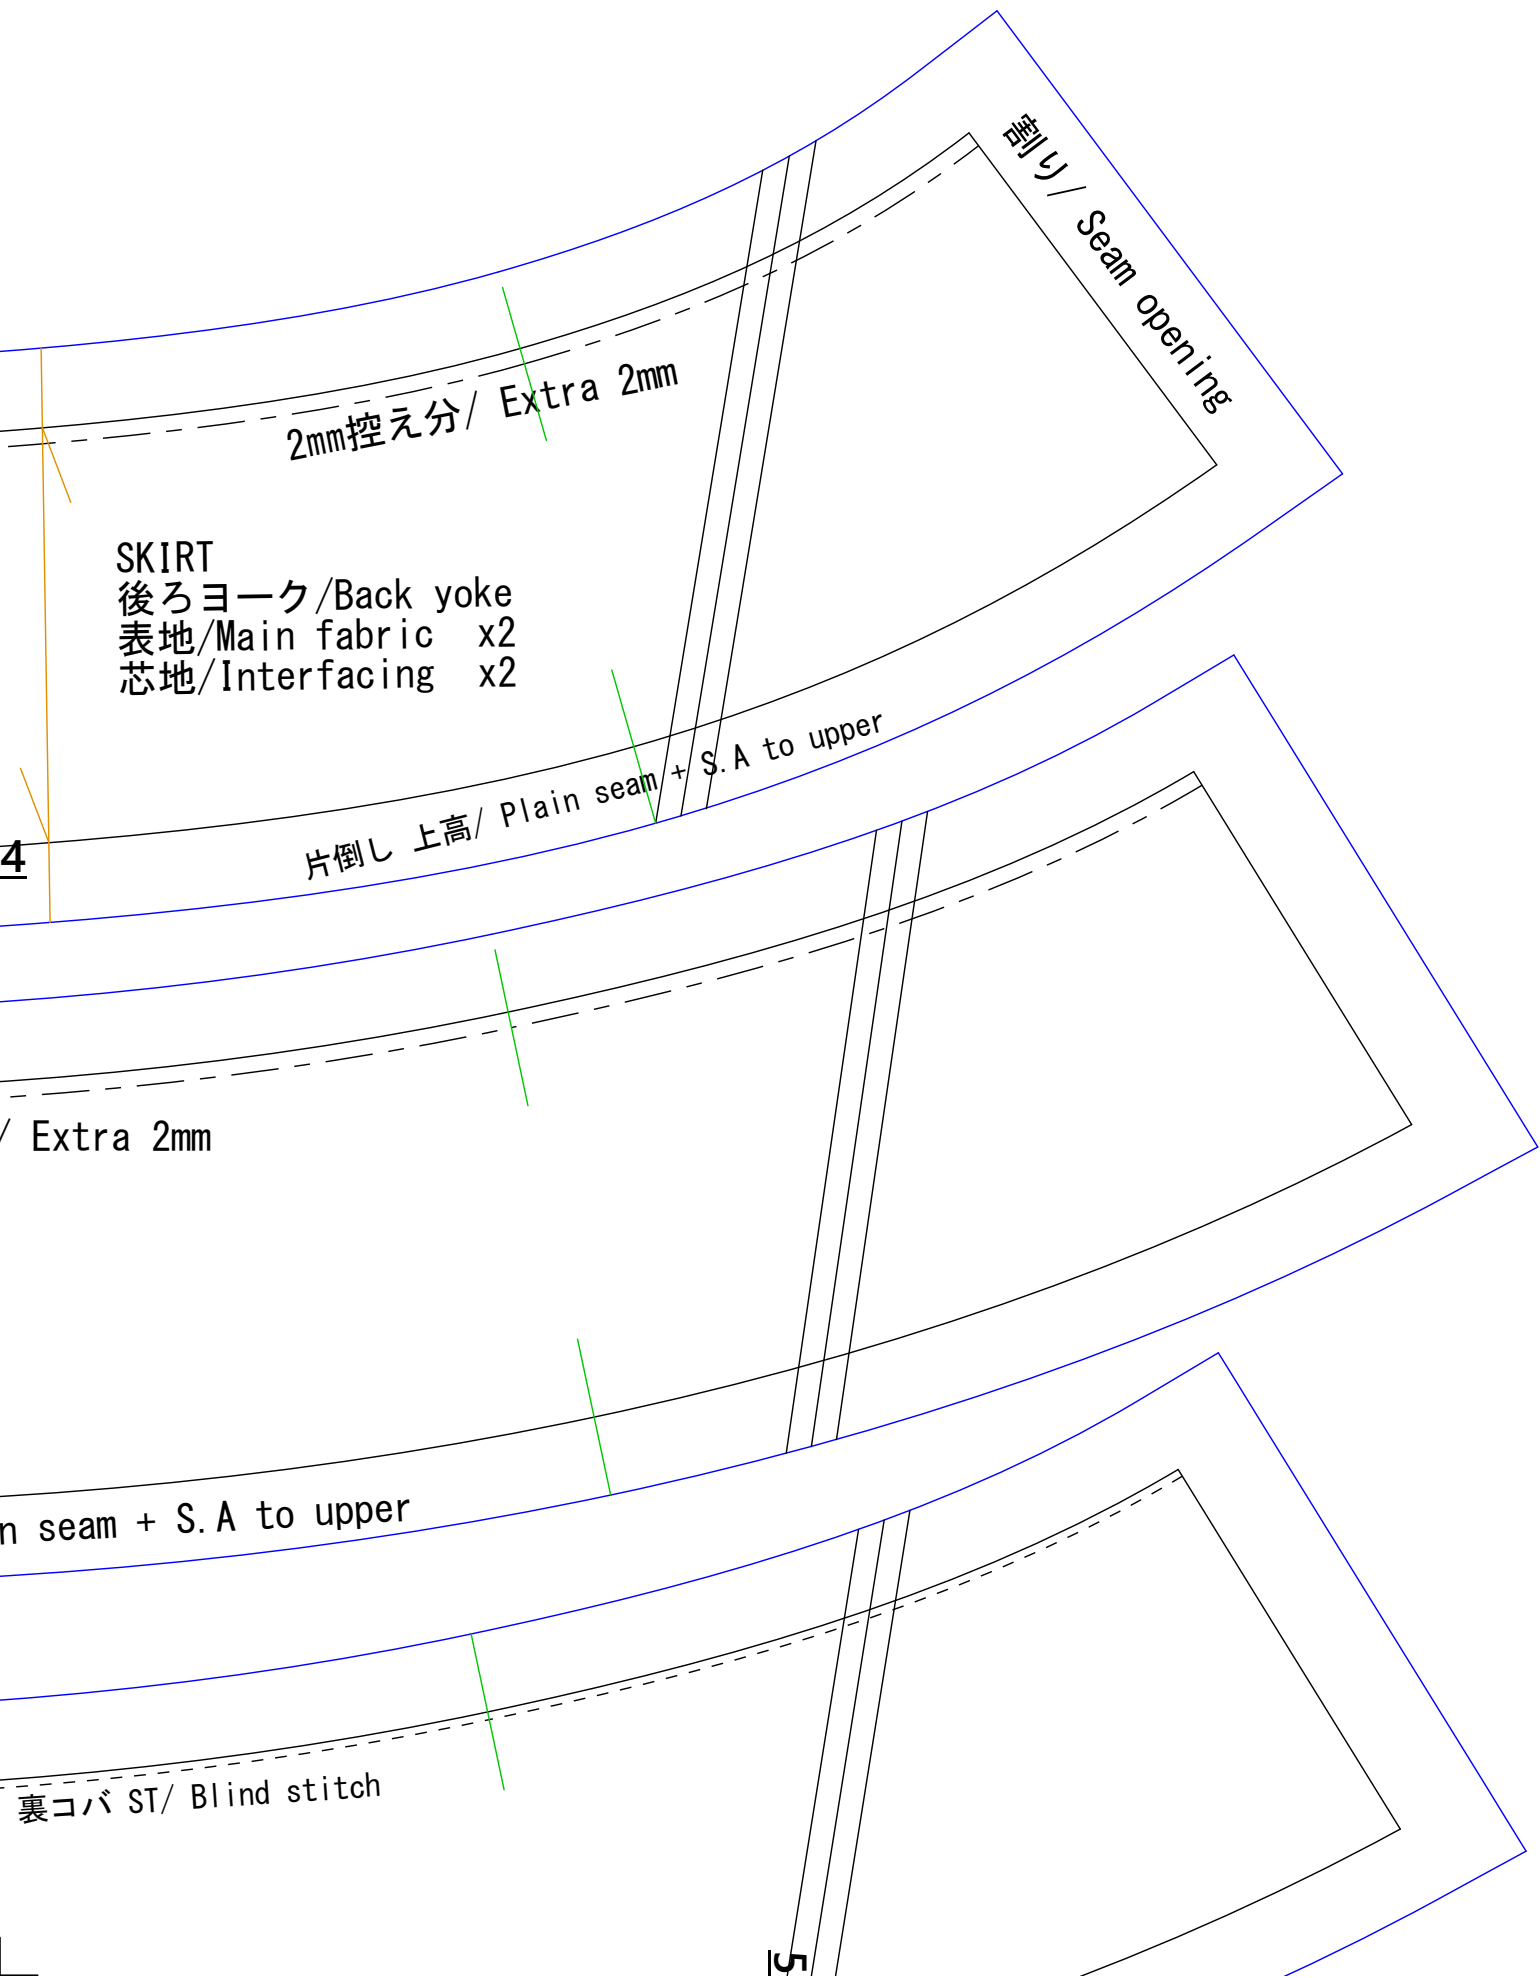 割り/ Seam opening
2mm控え分/ Extra 2mm
SKIRT
後ろヨーク/Back yoke
表地/Main fabric x2
芯地/Interfacing x2
片倒し 上高/ Plain seam + S.A to upper
4
/ Extra 2mm
n seam + S.A to upper
裏コバ ST/ Blind stitch
5